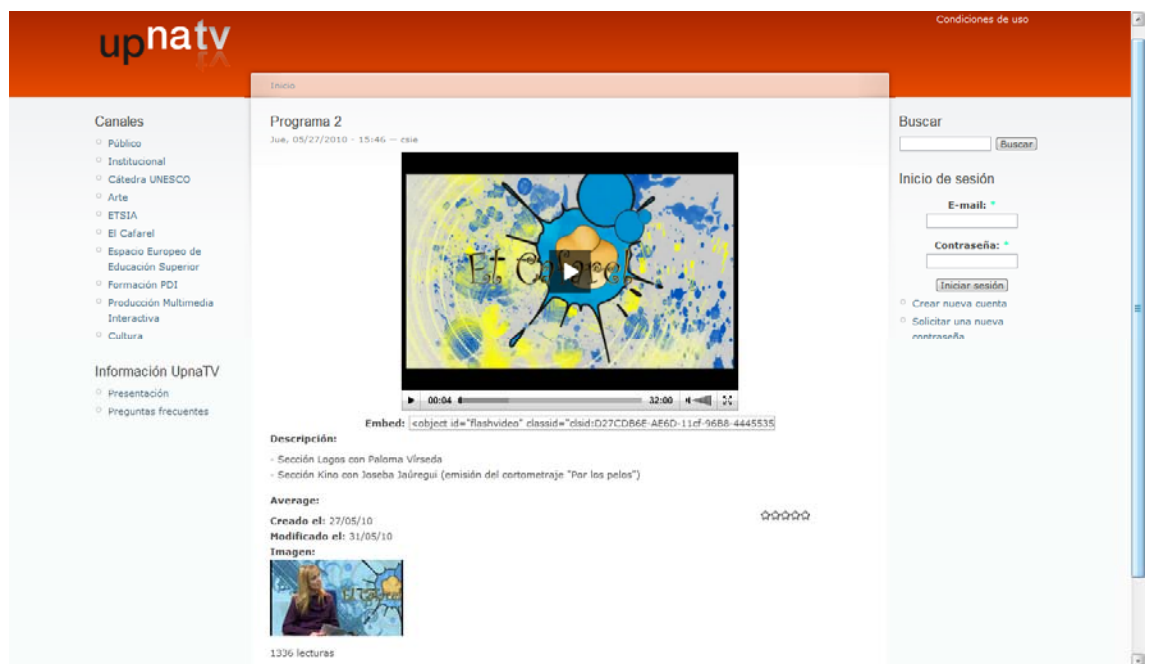 Condiciones de uso
upnatv
Inicio
Canales
Público
Institucional
Cátedra UNESCO
Arte
ETSIA
El Cafarel
Espacio Europeo de
Educación Superior
Formación PDI
Producción Multimedia
Interactiva
Cultura
Información UpnaTV
Presentación
Preguntas frecuentes
Programa 2
Jue, 05/27/2010 - 15:46 — csie
El Cafarel
00:04
32:00
Embed: <object id="flashvideo" classid="clsid:D27CDB6E-AE6D-11cf-96B8-4445535
Descripción:
- Sección Logos con Paloma Vírseda
- Sección Kino con Joseba Jaúregui (emisión del cortometraje "Por los pelos")
Average:
Creado el: 27/05/10
Modificado el: 31/05/10
Imagen:
El Cafarel
1336 lecturas
Buscar
Buscar
Inicio de sesión
E-mail: *
Contraseña: *
Iniciar sesión
Crear nueva cuenta
Solicitar una nueva
contraseña